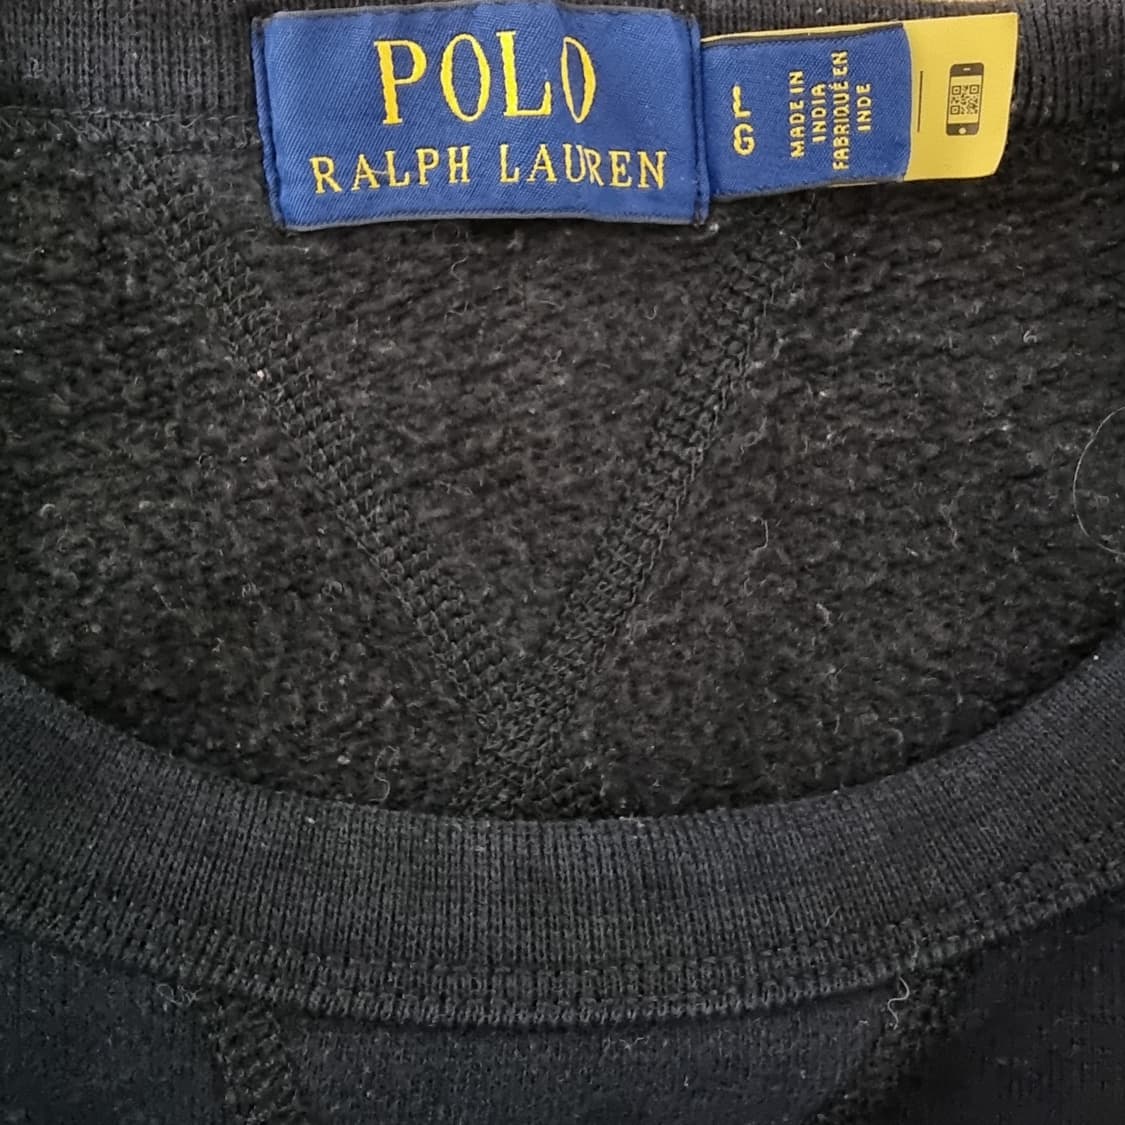 POLO
RALPH LAUREN
MADE IN
INDIA
FABRIQUÉ EN
INDE